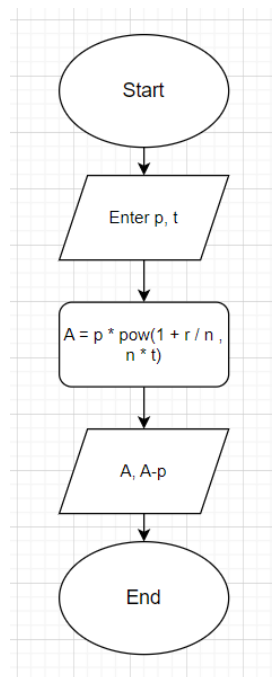 Start
Enter p, t
A = p * pow(1 + r / n ,
n * t)
A, A-p
End